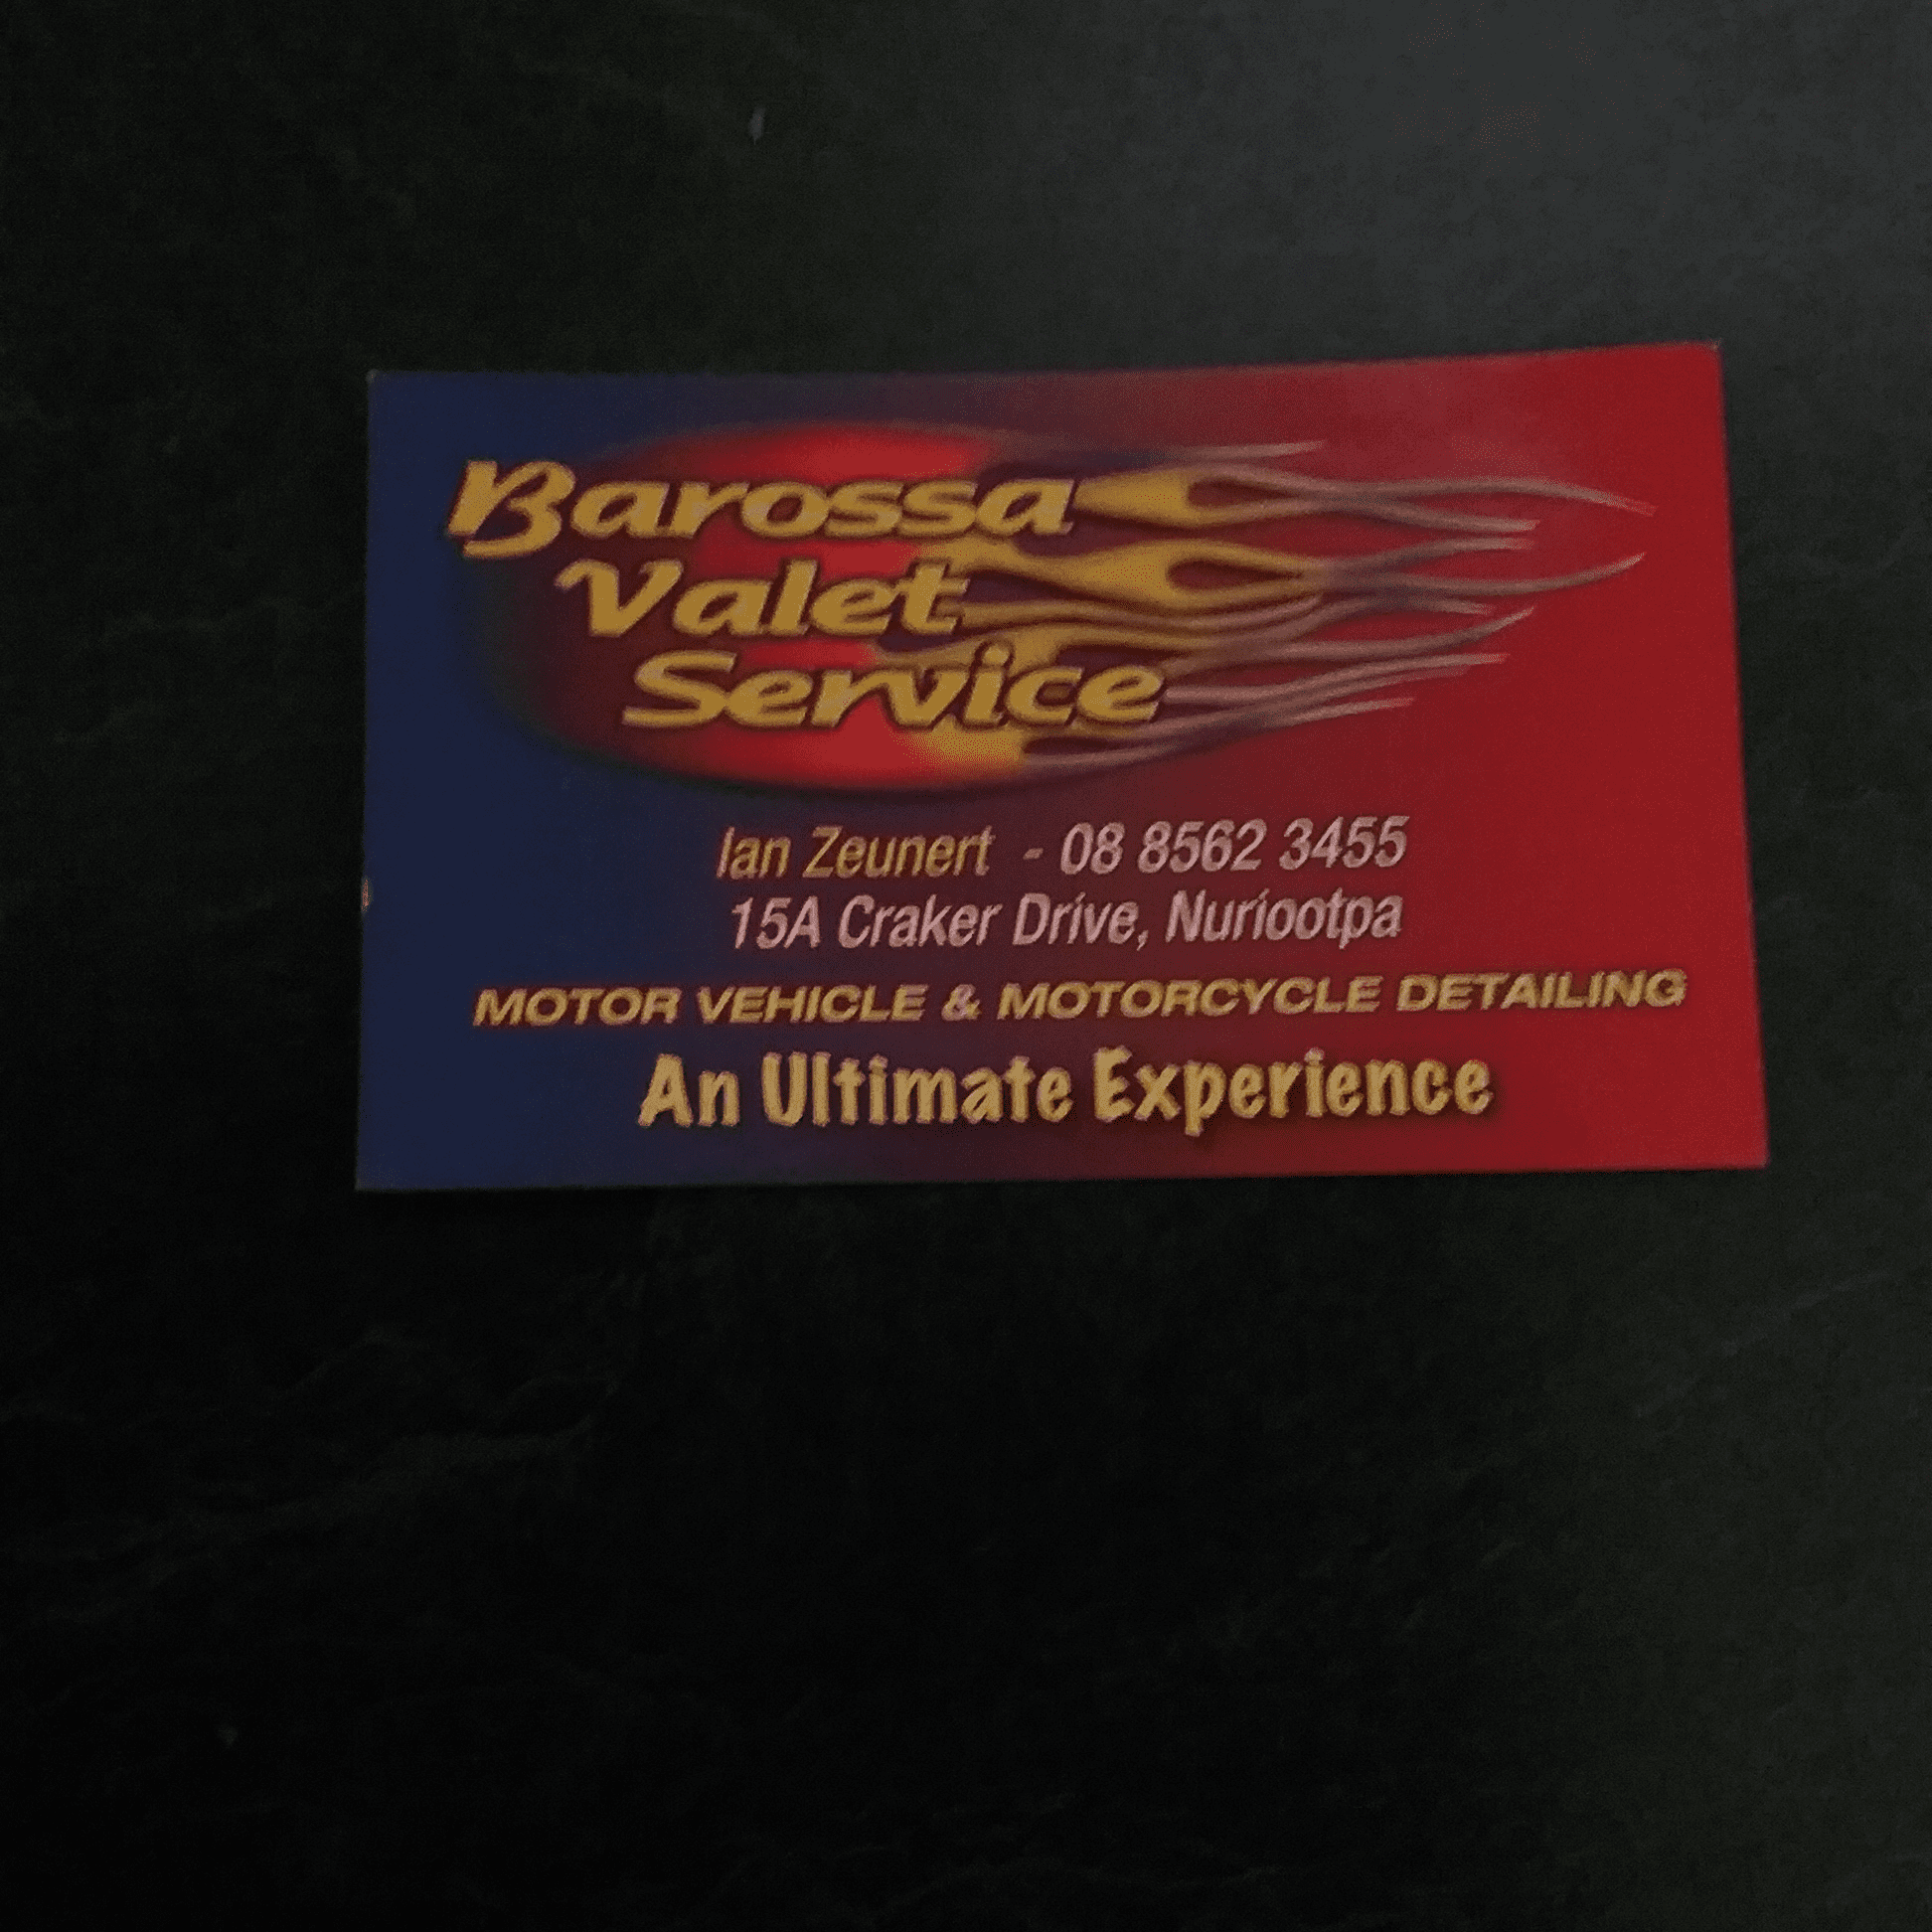 Barossa
Valet
Service
Ian Zeunert - 08 8562 3455
15A Craker Drive, Nuriootpa
MOTOR VEHICLE & MOTORCYCLE DETAILING
An Ultimate Experience